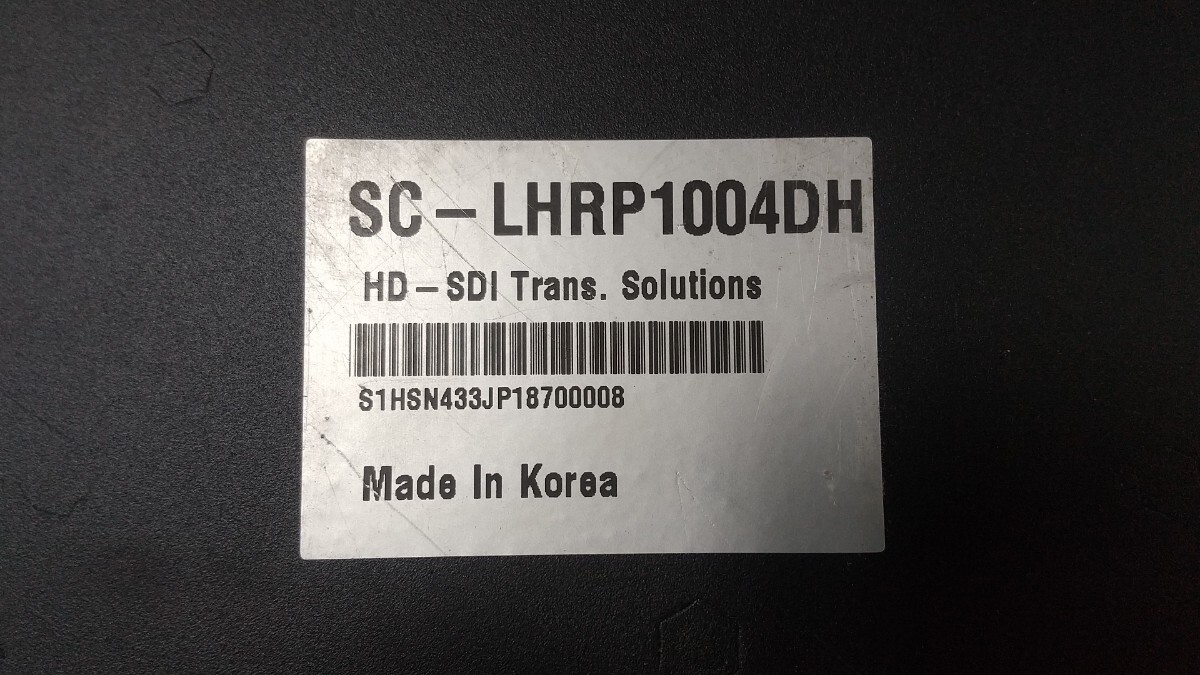 SC-LHRP1004DH
HD-SDI Trans. Solutions
S1HSN433JP18700008
Made In Korea